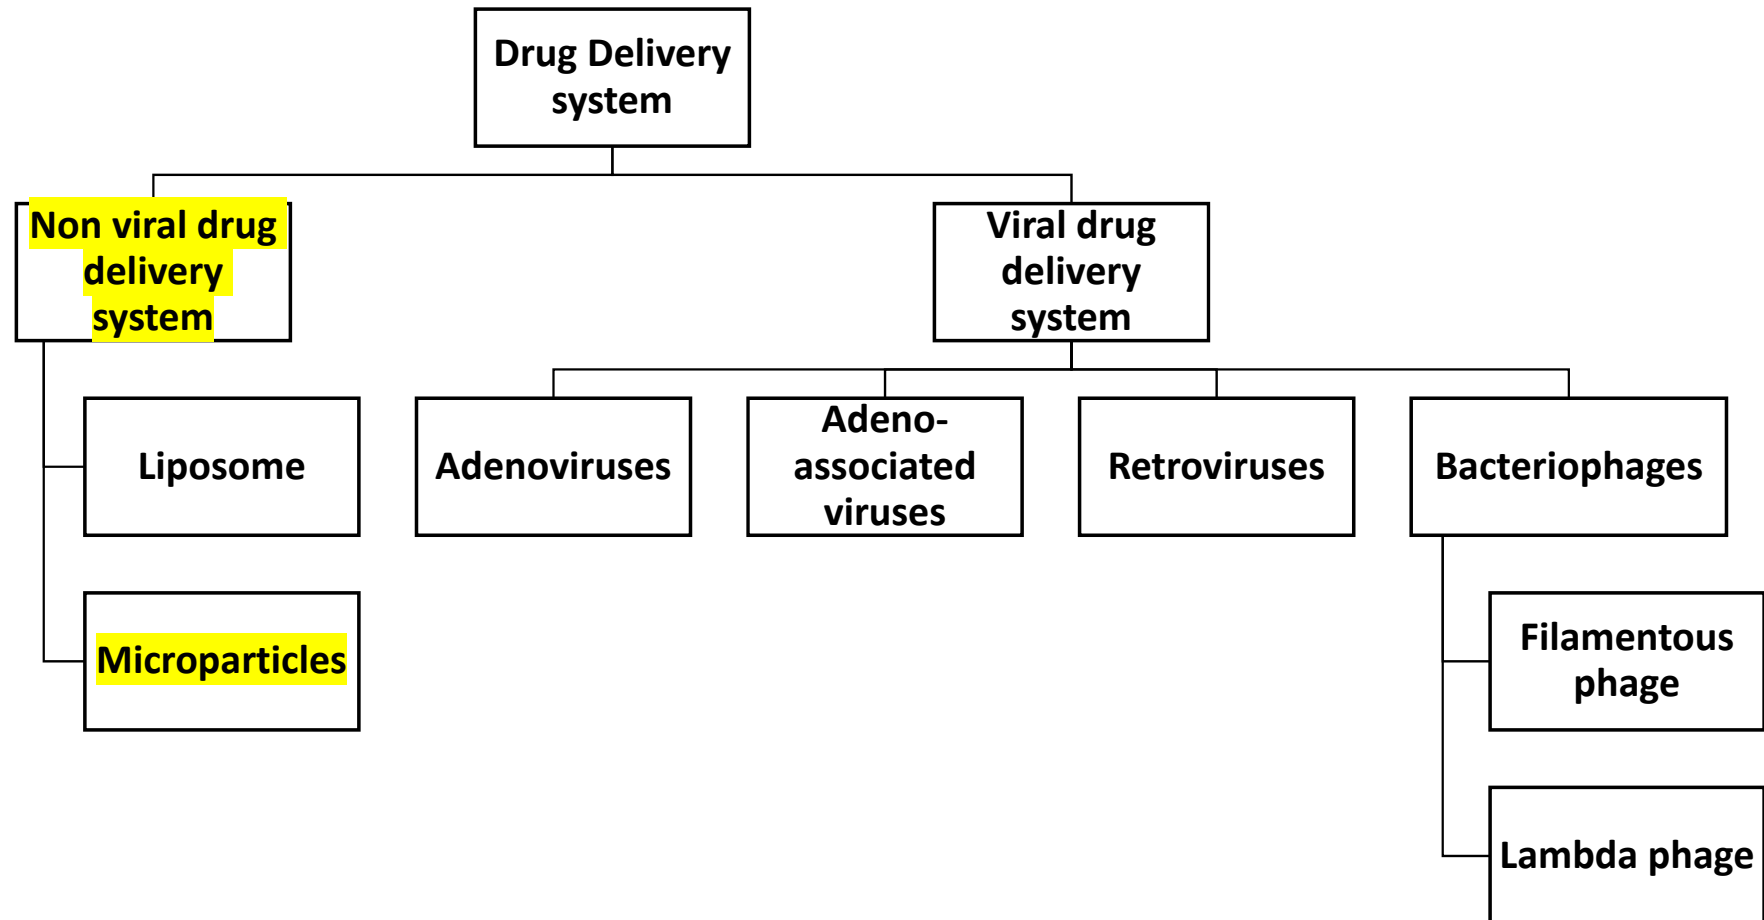 Drug Delivery
system
Non viral drug
delivery
system
Viral drug
delivery
system
Liposome
Adenoviruses
Adeno-
associated
viruses
Retroviruses
Bacteriophages
Microparticles
Filamentous
phage
Lambda phage